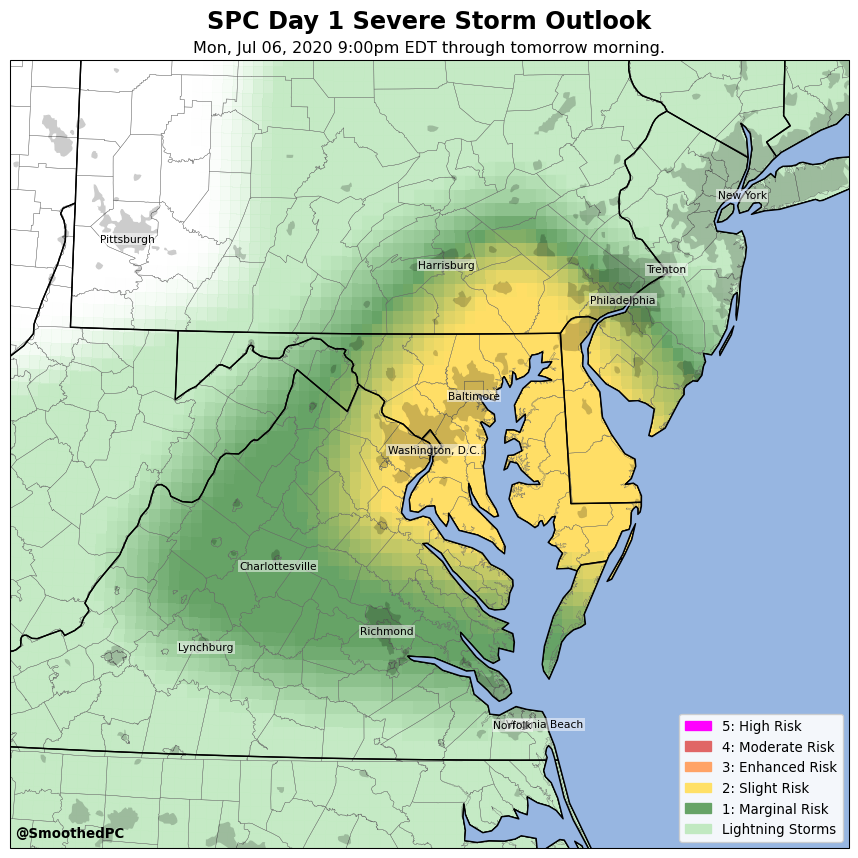 SPC Day 1 Severe Storm Outlook
Mon, Jul 06, 2020 9:00pm EDT through tomorrow morning.
New York
Pittsburgh
Harrisburg
Trenton
Philadelphia
Baltimore
Washington, D.C.
Charlottesville
Richmond
Lynchburg
Norfolk Beach
5: High Risk
4: Moderate Risk
3: Enhanced Risk
2: Slight Risk
1: Marginal Risk
Lightning Storms
@SmoothedPC